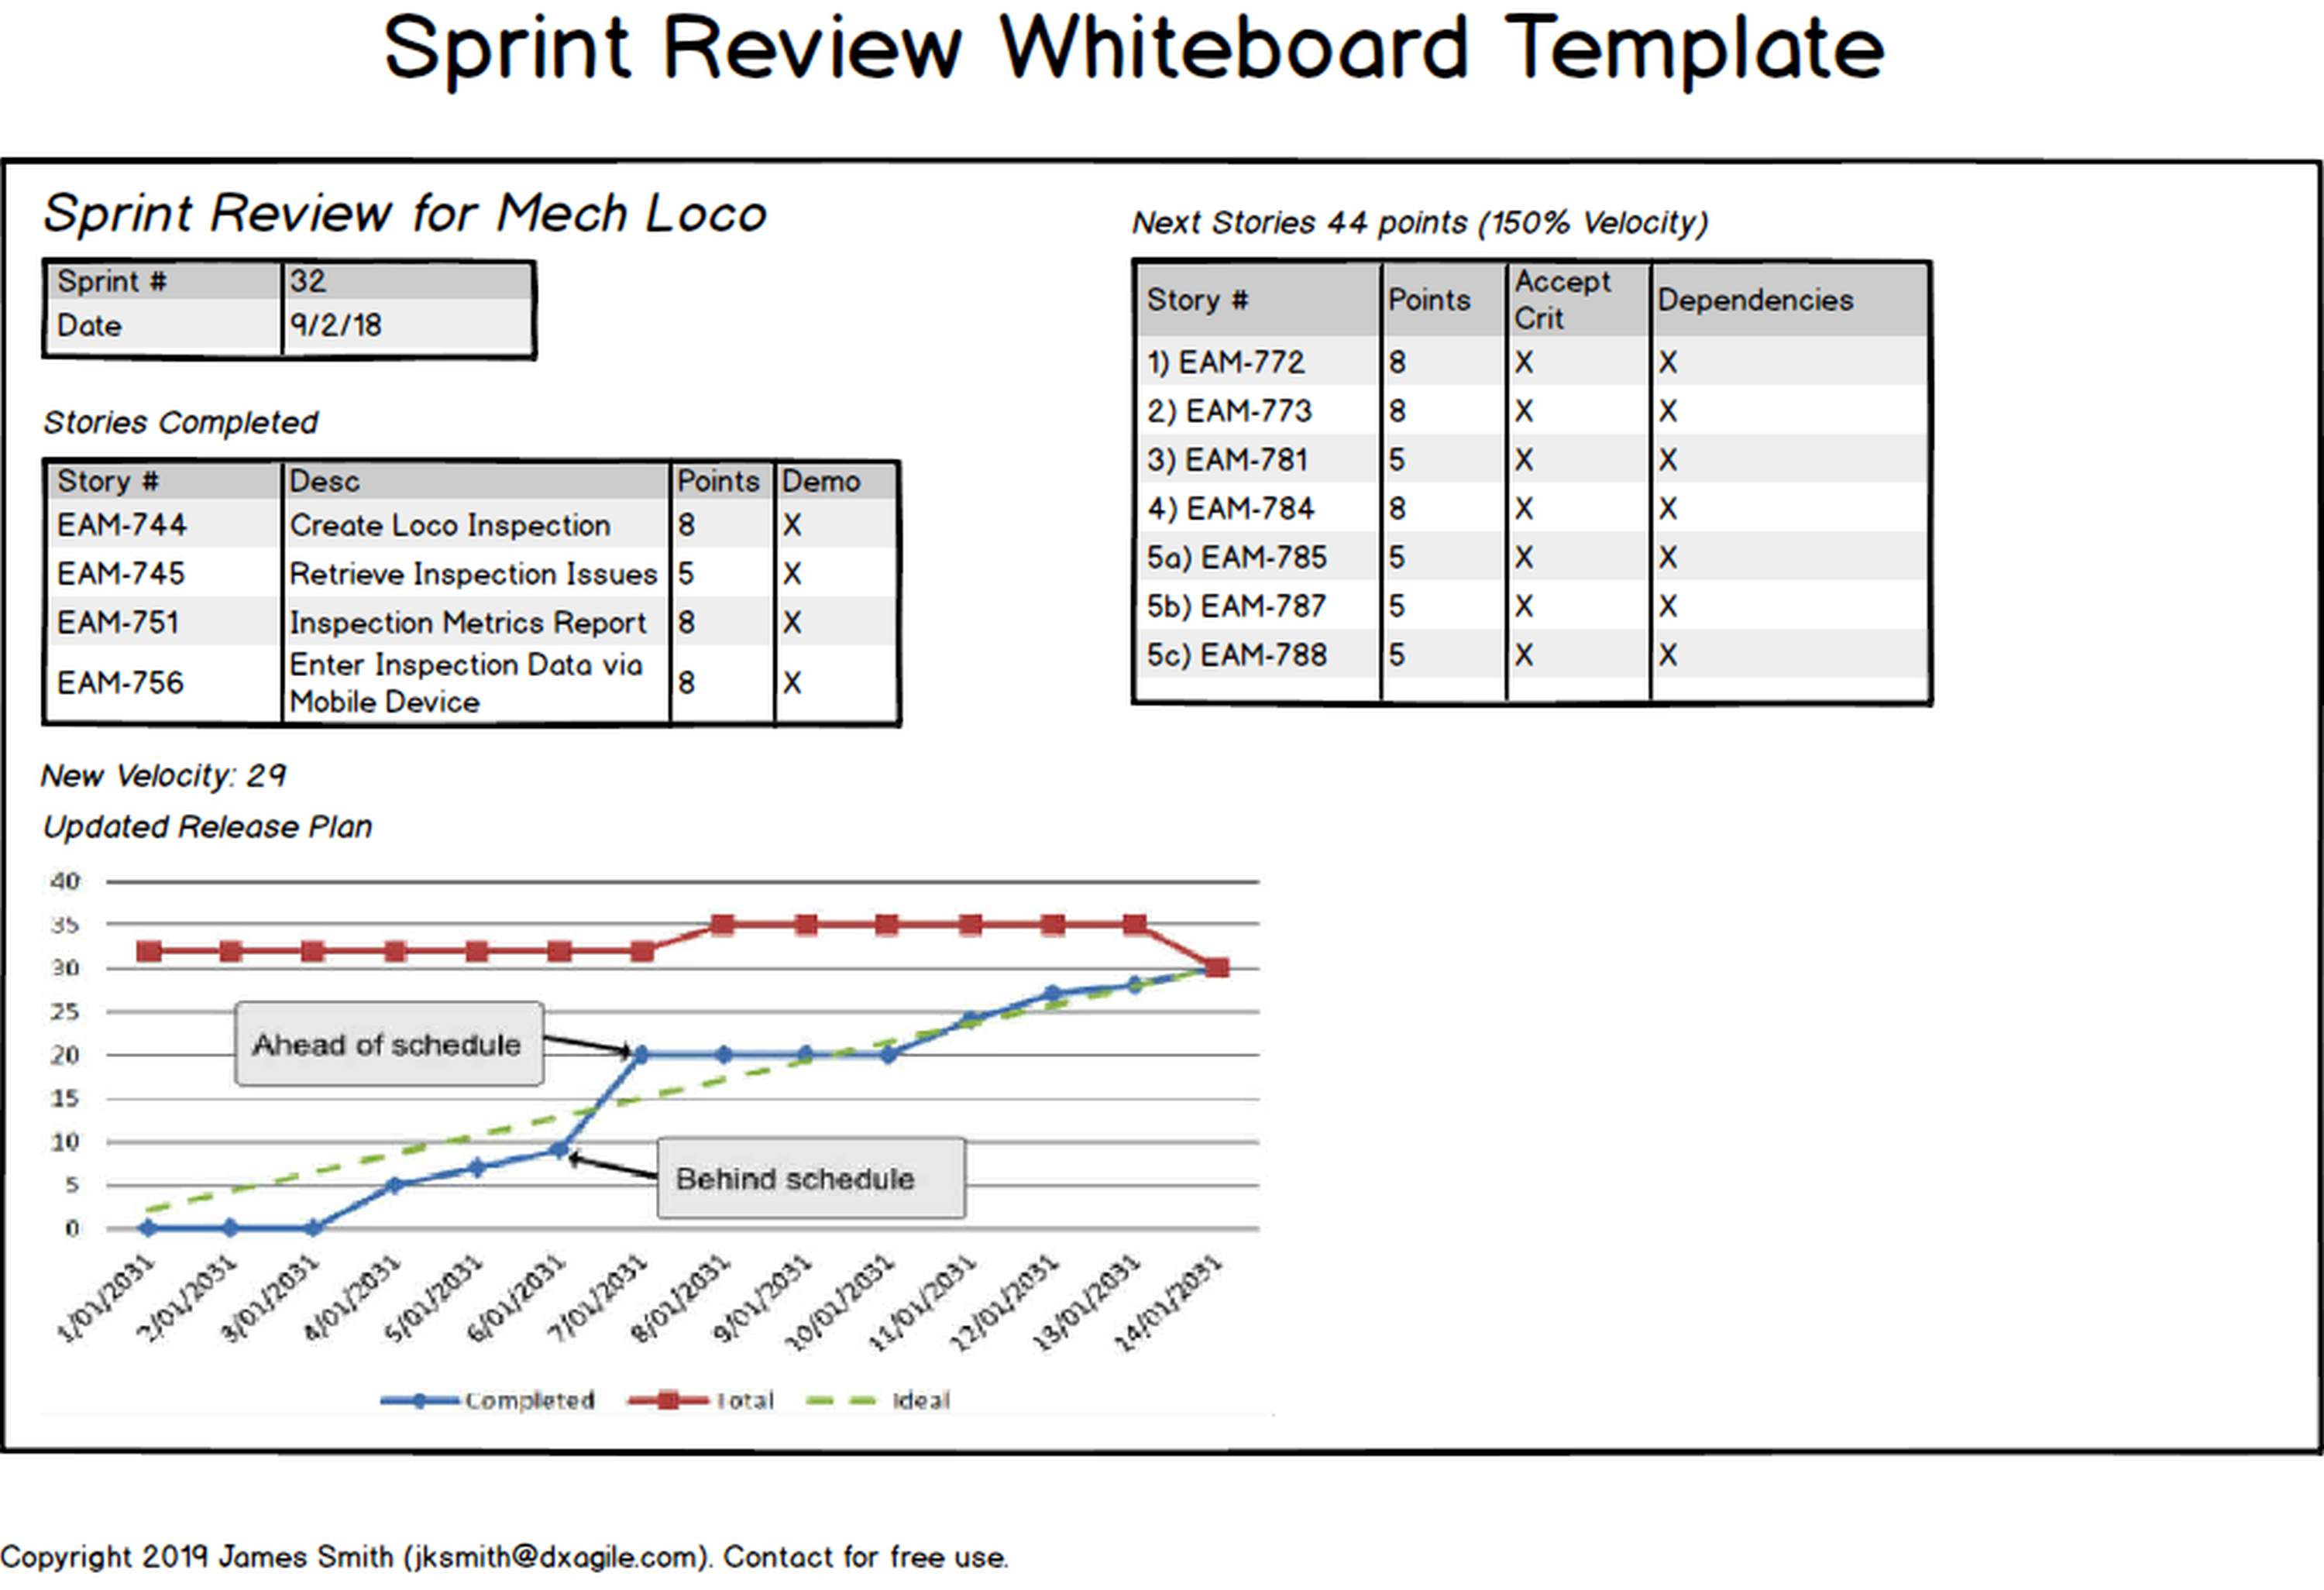 Sprint Review Whiteboard Template
Sprint Review for Mech Loco
Sprint # 32
Date 9/2/18
Stories Completed
Story # Desc Points Demo
EAM-744 Create Loco Inspection 8 X
EAM-745 Retrieve Inspection Issues 5 X
EAM-751 Inspection Metrics Report 8 X
EAM-756 Enter Inspection Data via Mobile Device 8 X
New Velocity: 29
Updated Release Plan
40
35
30
25
20
15
10
5
0
Ahead of schedule
Behind schedule
1/01/2031 2/01/2031 3/01/2031 4/01/2031 5/01/2031 6/01/2031 7/01/2031 8/01/2031 9/01/2031 10/01/2031 11/01/2031 12/01/2031 13/01/2031 14/01/2031
Completed Total Ideal
Next Stories 44 points (150% Velocity)
Story # Points Accept Crit Dependencies
1) EAM-772 8 X X
2) EAM-773 8 X X
3) EAM-781 5 X X
4) EAM-784 8 X X
5a) EAM-785 5 X X
5b) EAM-787 5 X X
5c) EAM-788 5 X X
Copyright 2019 James Smith (jksmith@dxagile.com). Contact for free use.